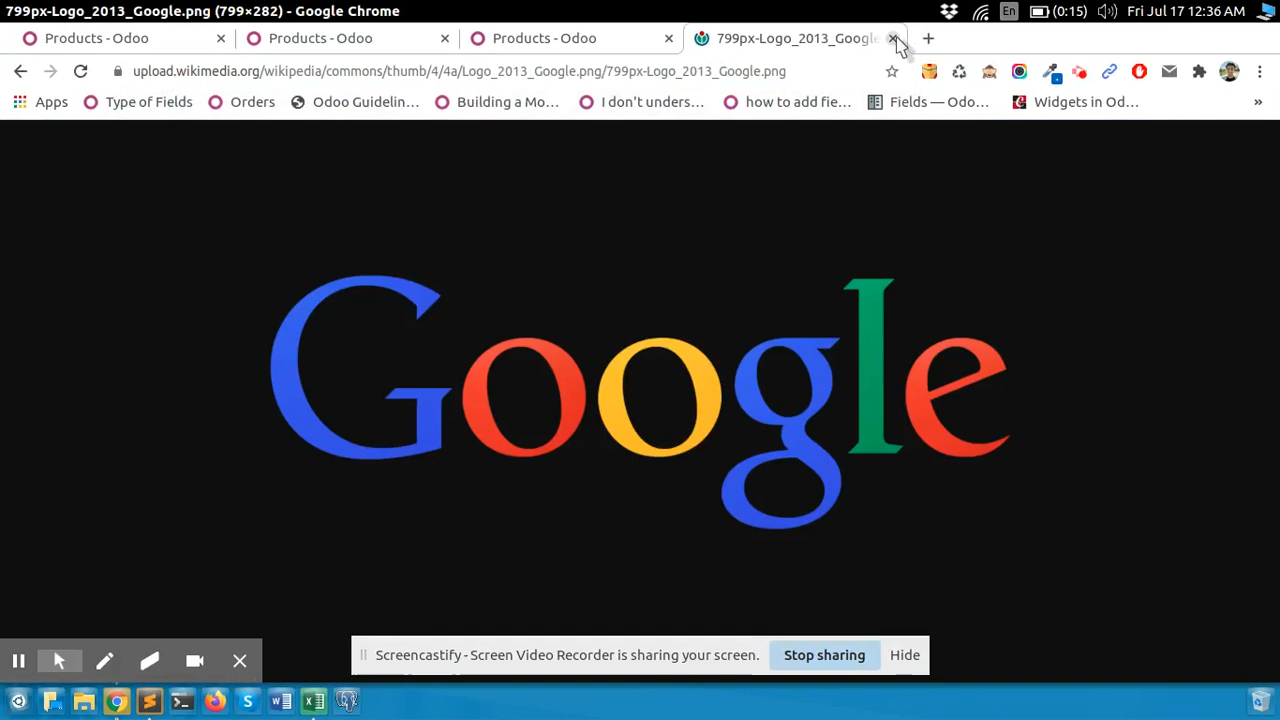 799px-Logo_2013_Google.png (799×282) - Google Chrome
En (0:15) Fri Jul 17 12:36 AM
Products - Odoo
Products - Odoo
Products - Odoo
799px-Logo_2013_Google
upload.wikimedia.org/wikipedia/commons/thumb/4/4a/Logo_2013_Google.png/799px-Logo_2013_Google.png
Apps Type of Fields Orders Odoo Guidelin... Building a Mo... I don't unders... how to add fie... Fields — Odo... Widgets in Od... »
Google
Screencastify - Screen Video Recorder is sharing your screen. Stop sharing Hide